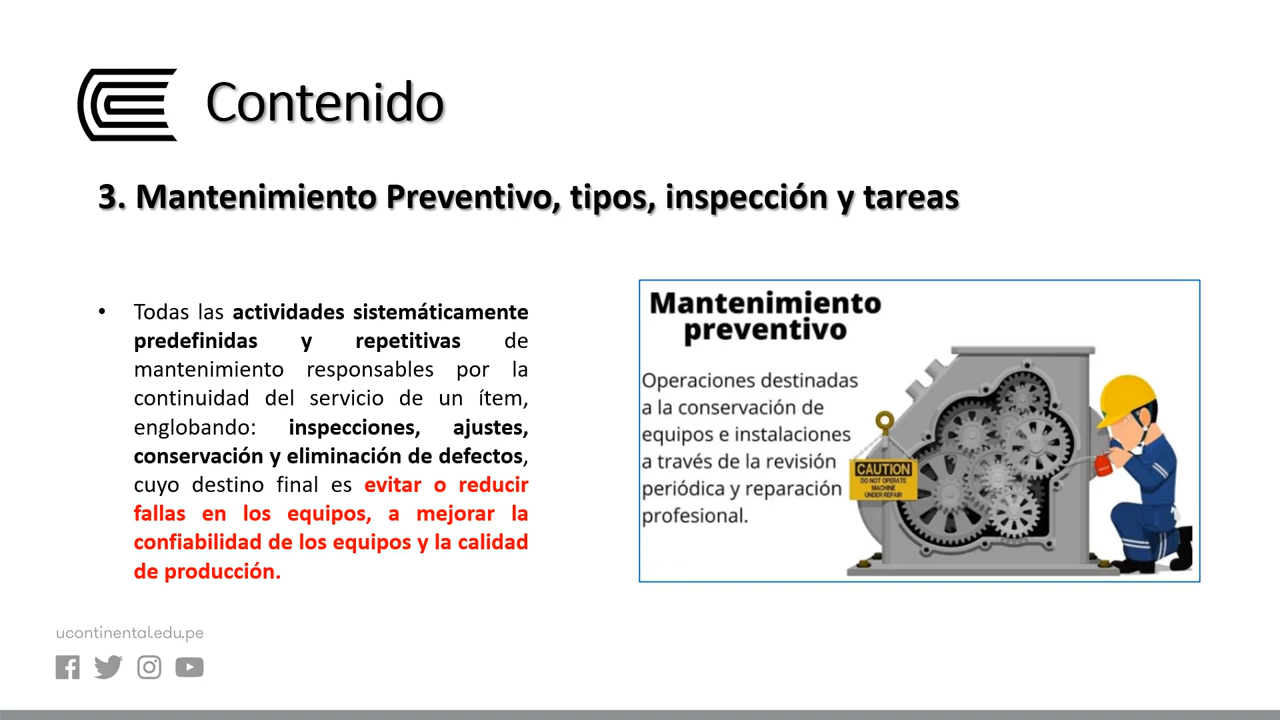 Contenido
3. Mantenimiento Preventivo, tipos, inspección y tareas
• Todas las actividades sistemáticamente
predefinidas y repetitivas de
mantenimiento responsables por la
continuidad del servicio de un ítem,
englobando: inspecciones, ajustes,
conservación y eliminación de defectos,
cuyo destino final es evitar o reducir
fallas en los equipos, a mejorar la
confiabilidad de los equipos y la calidad
de producción.
Mantenimiento
preventivo
Operaciones destinadas
a la conservación de
equipos e instalaciones
a través de la revisión
periódica y reparación
profesional.
CAUTION
DO NOT OPERATE
MACHINE
UNDER REPAIR
ucontinental.edu.pe